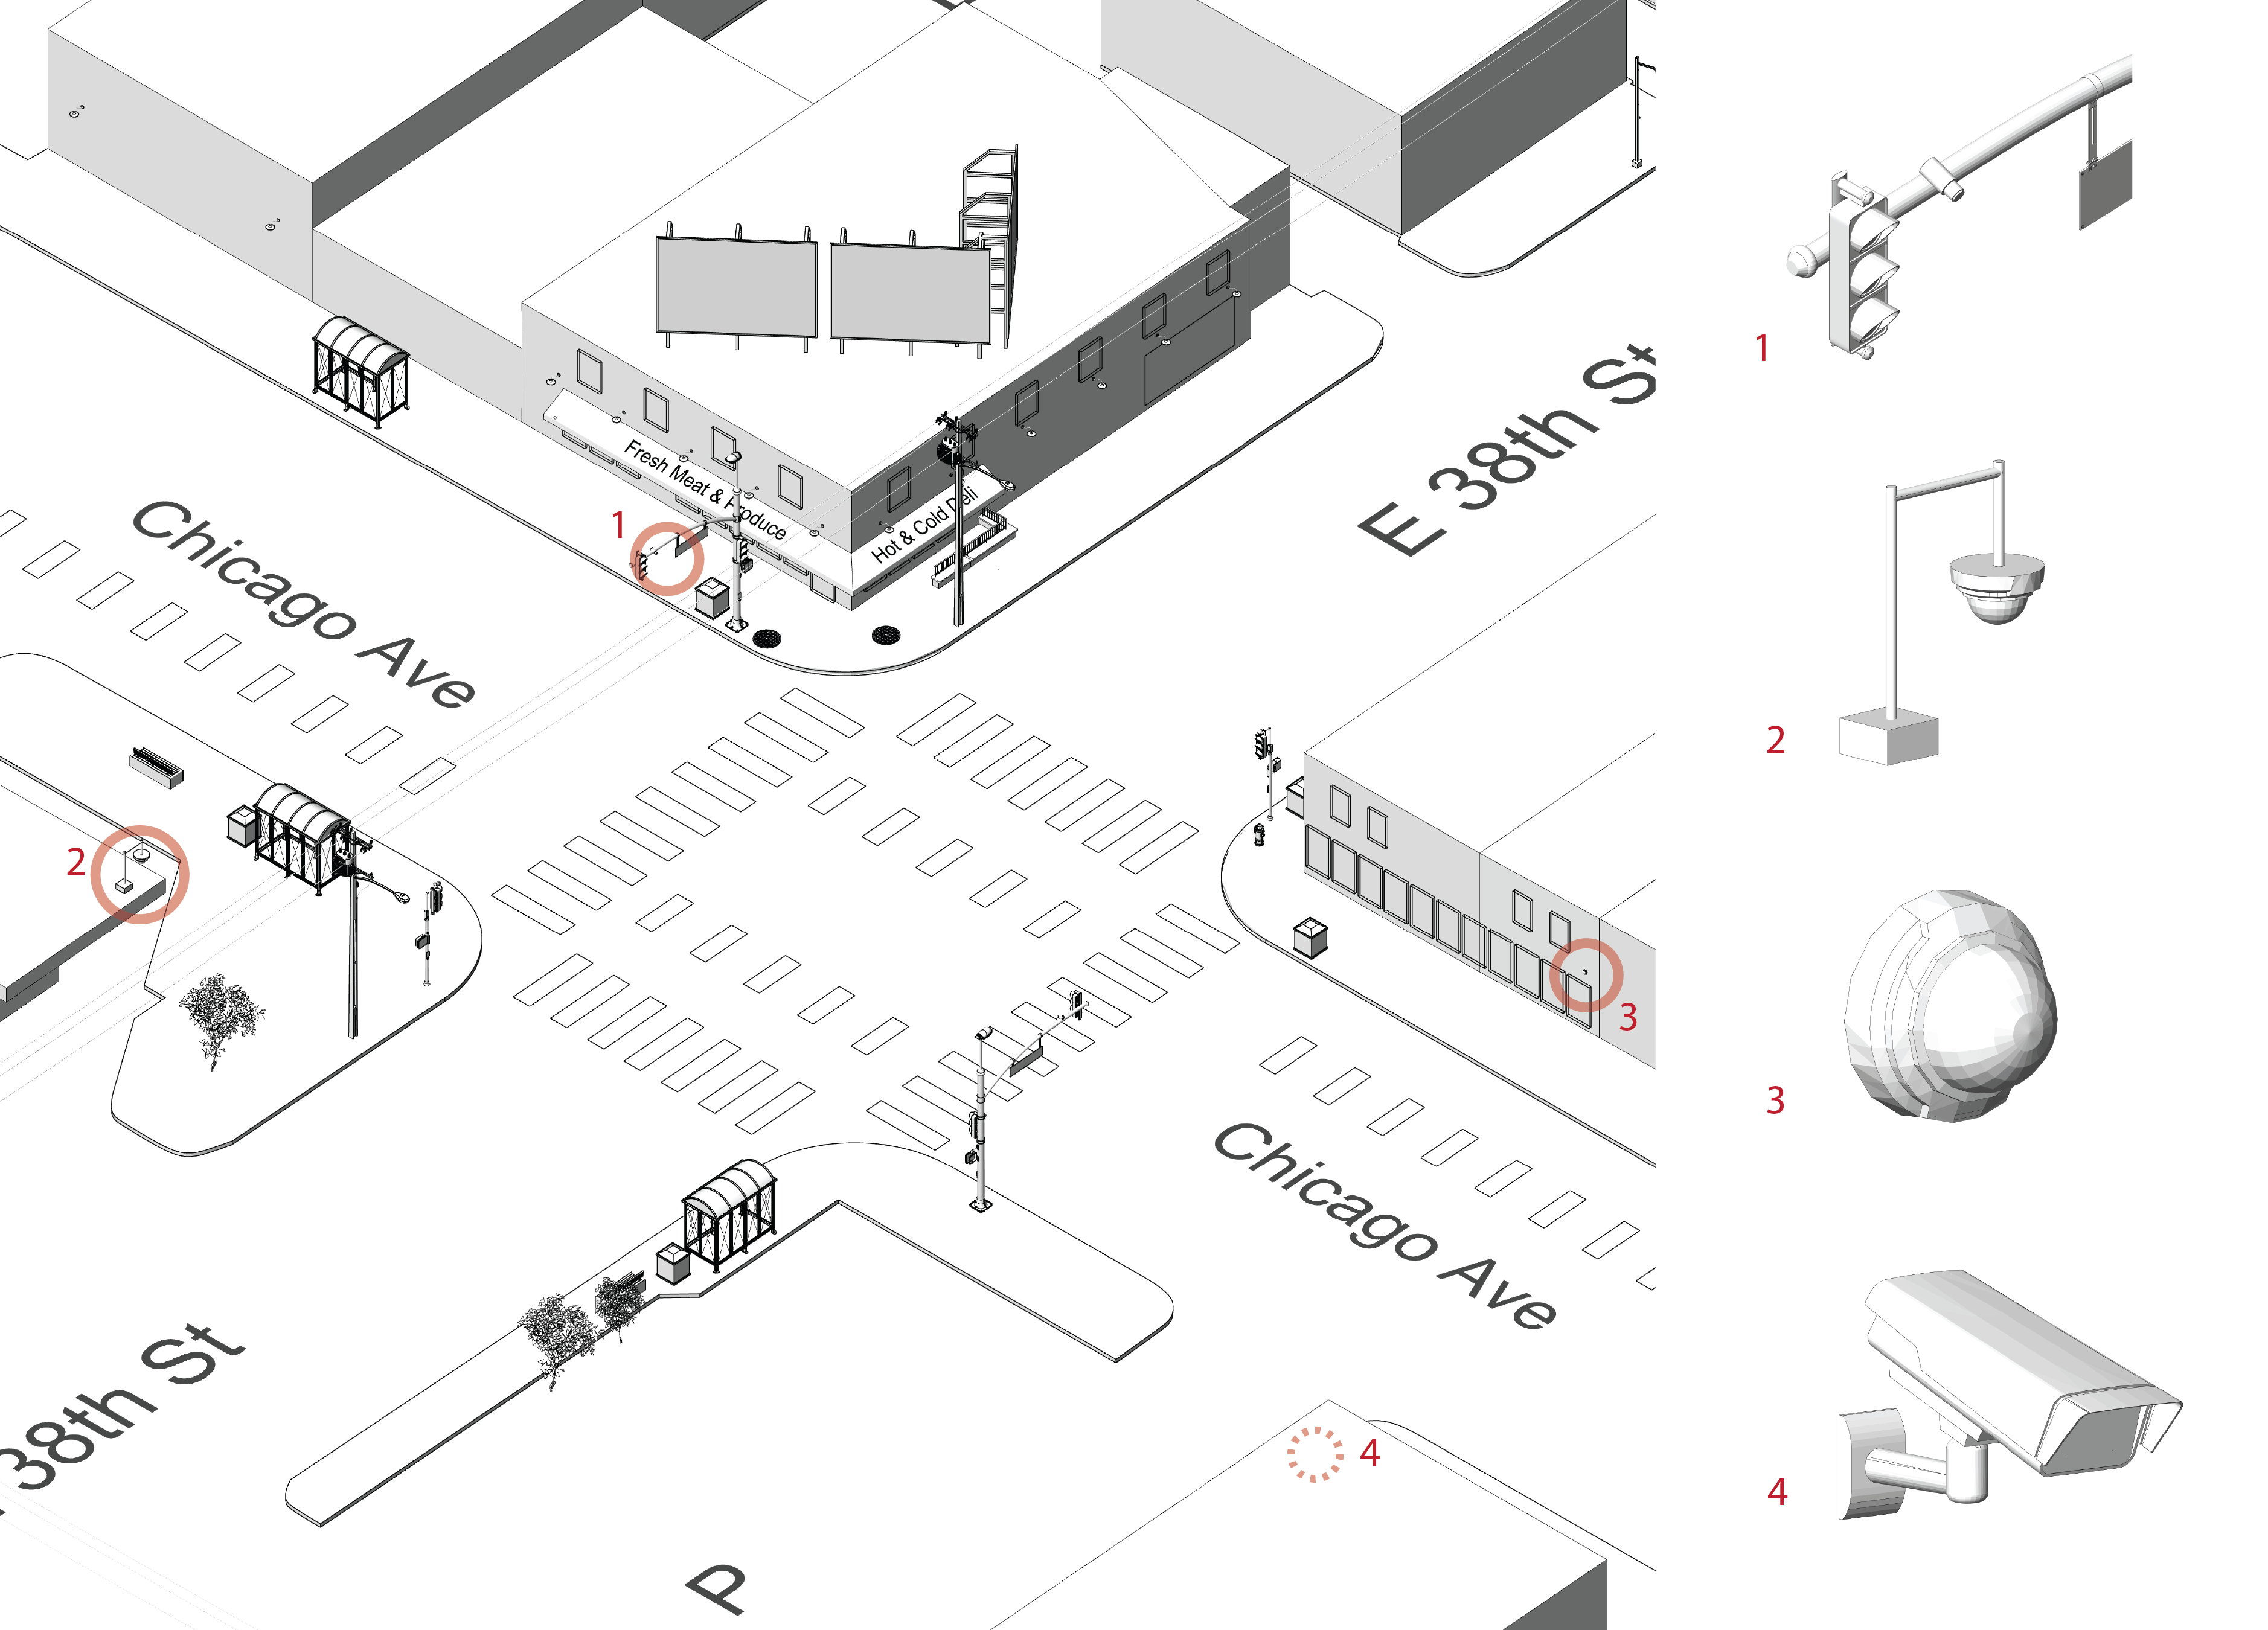 Fresh Meat & Produce
Hot & Cold Deli
Chicago Ave
E 38th St
1
2
3
4
Chicago Ave
38th St
P
1
2
3
4